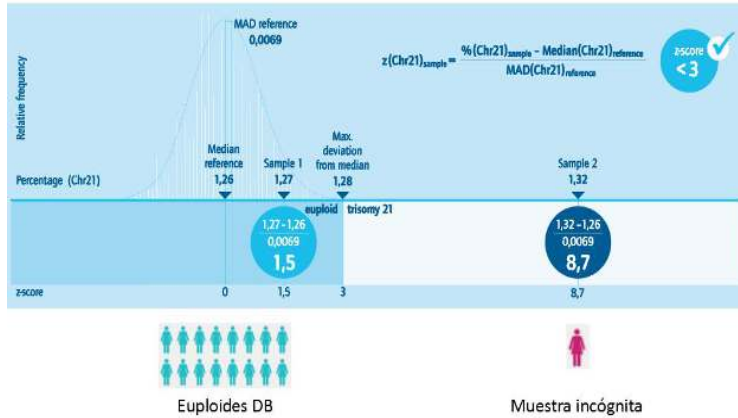 MAD reference
0,0069
z(Chr21)sample = %(Chr21)sample – Median(Chr21)reference
MAD(Chr21)reference
z-score
<3
Relative frequency
Median
reference
1,26
Sample 1
1,27
Max.
deviation
from median
1,28
Sample 2
1,32
Percentage (Chr21)
euploid
trisomy 21
1,27–1,26
0,0069
1,5
1,32–1,26
0,0069
8,7
z-score
0
1,5
3
8,7
Euploides DB
Muestra incógnita